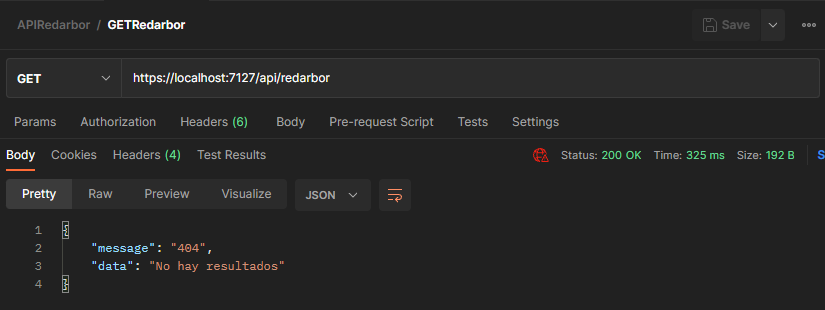 APIRedarbor / GETRedarbor Save
GET https://localhost:7127/api/redarbor
Params Authorization Headers (6) Body Pre-request Script Tests Settings
Body Cookies Headers (4) Test Results Status: 200 OK Time: 325 ms Size: 192 B S
Pretty Raw Preview Visualize JSON
1 {
2 "message": "404",
3 "data": "No hay resultados"
4 }